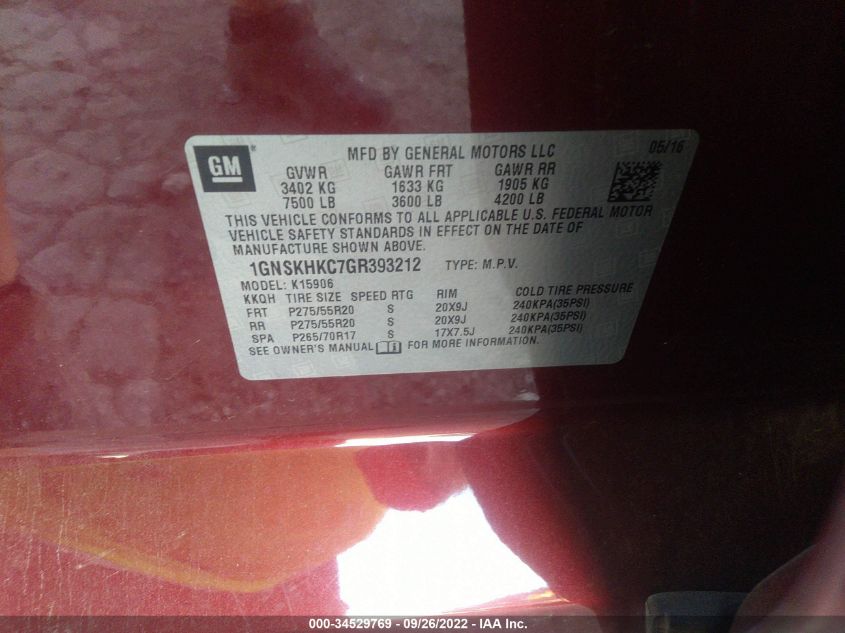 GM
MFD BY GENERAL MOTORS LLC 05/16
GVWR GAWR FRT GAWR RR
3402 KG 1633 KG 1905 KG
7500 LB 3600 LB 4200 LB
THIS VEHICLE CONFORMS TO ALL APPLICABLE U.S. FEDERAL MOTOR
VEHICLE SAFETY STANDARDS IN EFFECT ON THE DATE OF
MANUFACTURE SHOWN ABOVE.
1GNSKHKC7GR393212 TYPE: M.P.V.
MODEL: K15906
KKQH TIRE SIZE SPEED RTG RIM COLD TIRE PRESSURE
FRT P275/55R20 S 20X9J 240KPA(35PSI)
RR P275/55R20 S 20X9J 240KPA(35PSI)
SPA P265/70R17 S 17X7.5J 240KPA(35PSI)
SEE OWNER'S MANUAL FOR MORE INFORMATION.
000-34529769 - 09/26/2022 - IAA Inc.